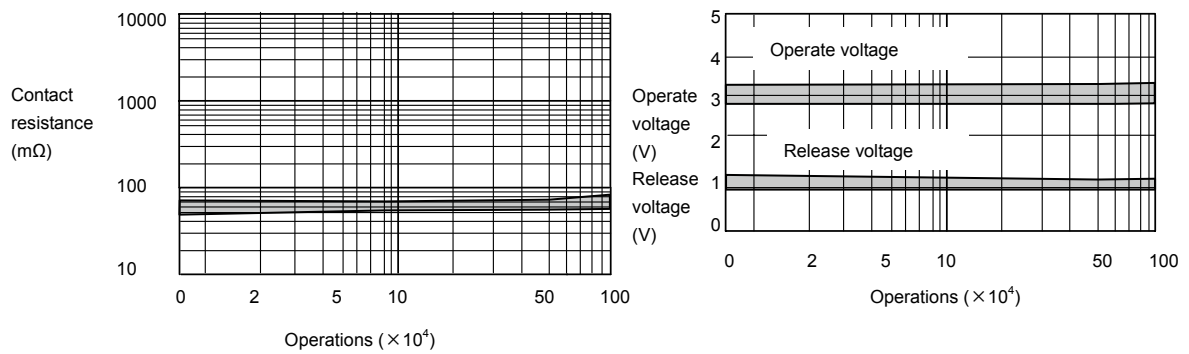 10000
1000
100
10
Contact
resistance
(mΩ)
0 2 5 10 50 100
Operations (×10⁴)
5
4
3
2
1
0
Operate voltage
Release voltage
Operate
voltage
(V)
Release
voltage
(V)
0 2 5 10 50 100
Operations (×10⁴)